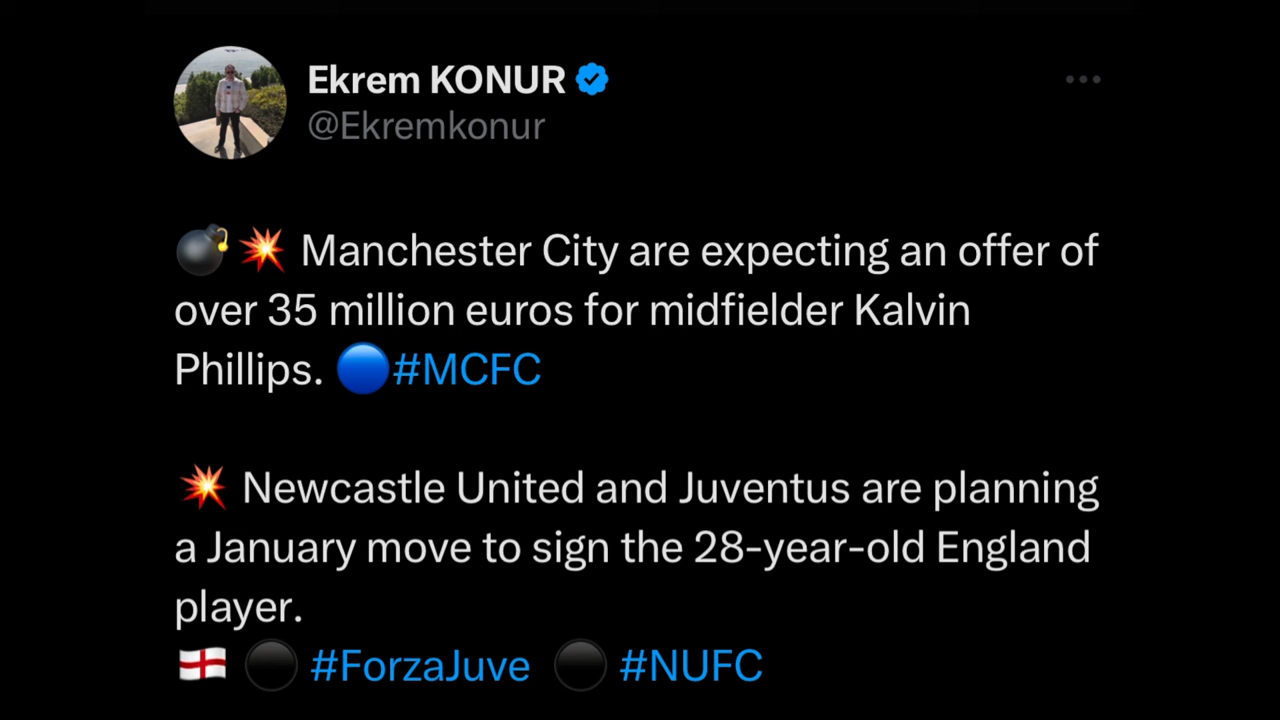 Ekrem KONUR
@Ekremkonur
💣💥 Manchester City are expecting an offer of
over 35 million euros for midfielder Kalvin
Phillips. 🔵#MCFC
💥 Newcastle United and Juventus are planning
a January move to sign the 28-year-old England
player.
🏴󠁧󠁢󠁥󠁮󠁧󠁿 ⚫ #ForzaJuve ⚫ #NUFC